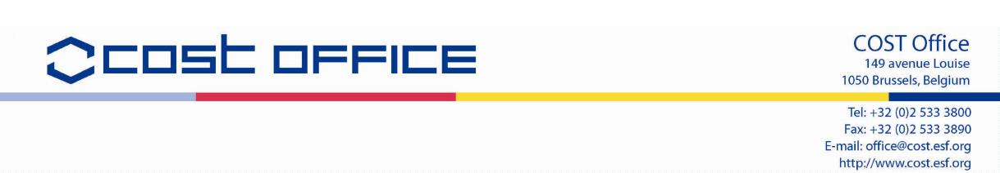 COST OFFICE
COST Office
149 avenue Louise
1050 Brussels, Belgium
Tel: +32 (0)2 533 3800
Fax: +32 (0)2 533 3890
E-mail: office@cost.esf.org
http://www.cost.esf.org